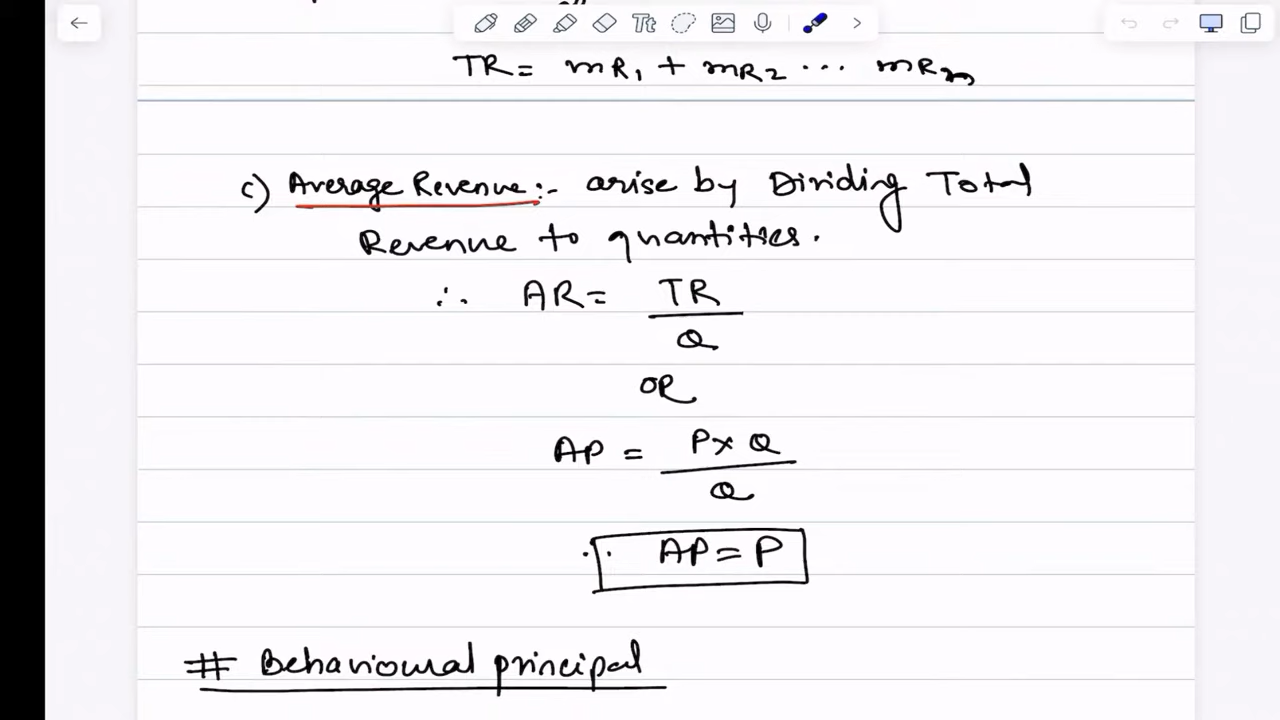 TR = mR1 + mR2 ... mRn
c) Average Revenue:- arise by Dividing Total
Revenue to quantities.
∴ AR = TR
Q
OR
AP = P x Q
Q
∴ AP = P
# Behavioural principal
Tt